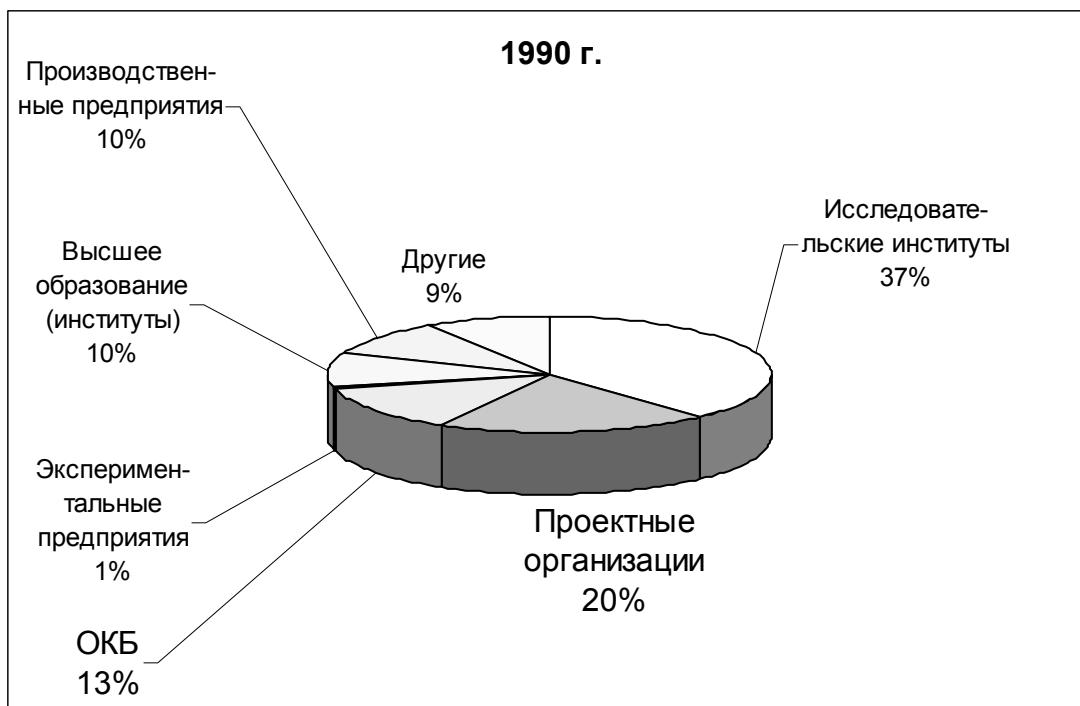 1990 г.
Производствен-
ные предприятия
10%
Исследовате-
льские институты
37%
Высшее
образование
(институты)
10%
Другие
9%
Эксперимен-
тальные
предприятия
1%
Проектные
организации
20%
ОКБ
13%